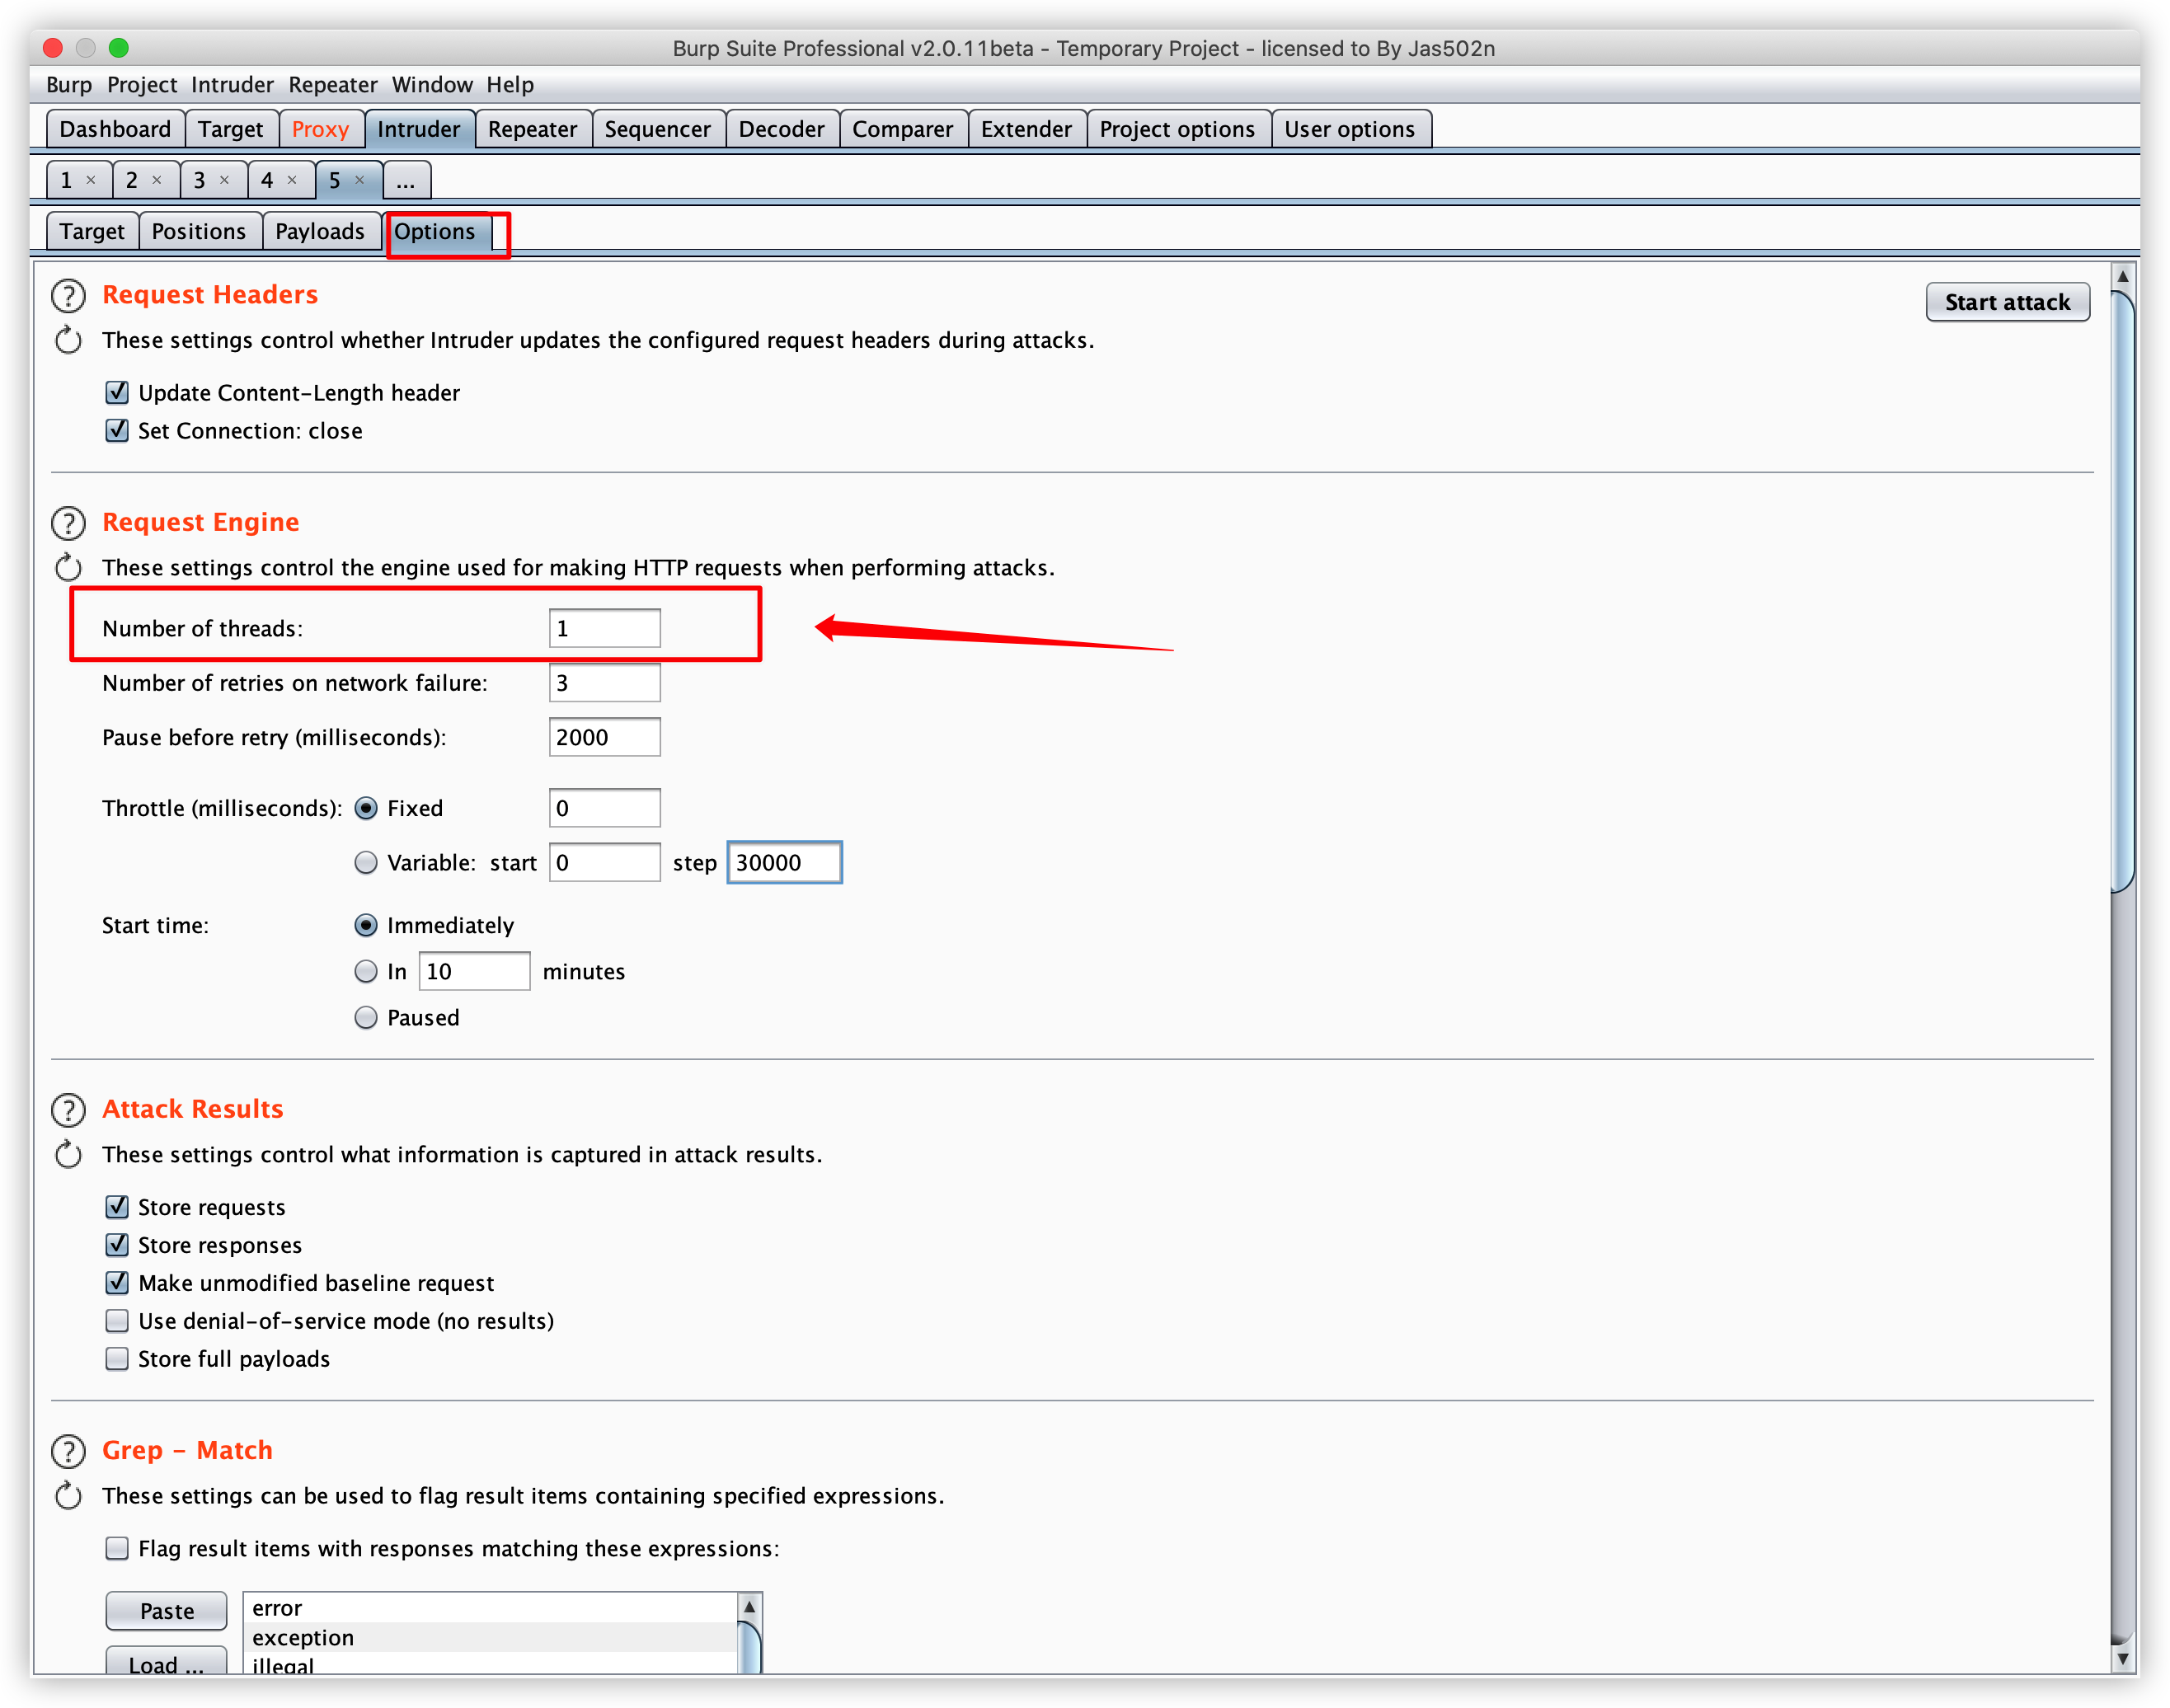 Burp Suite Professional v2.0.11beta - Temporary Project - licensed to By Jas502n
Burp Project Intruder Repeater Window Help
Dashboard Target Proxy Intruder Repeater Sequencer Decoder Comparer Extender Project options User options
1 × 2 × 3 × 4 × 5 × ...
Target Positions Payloads Options
? Request Headers
Start attack
These settings control whether Intruder updates the configured request headers during attacks.
Update Content-Length header
Set Connection: close
? Request Engine
These settings control the engine used for making HTTP requests when performing attacks.
Number of threads: 1
Number of retries on network failure: 3
Pause before retry (milliseconds): 2000
Throttle (milliseconds): Fixed 0
Variable: start 0 step 30000
Start time: Immediately
In 10 minutes
Paused
? Attack Results
These settings control what information is captured in attack results.
Store requests
Store responses
Make unmodified baseline request
Use denial-of-service mode (no results)
Store full payloads
? Grep - Match
These settings can be used to flag result items containing specified expressions.
Flag result items with responses matching these expressions:
Paste error
exception
Load ... illegal